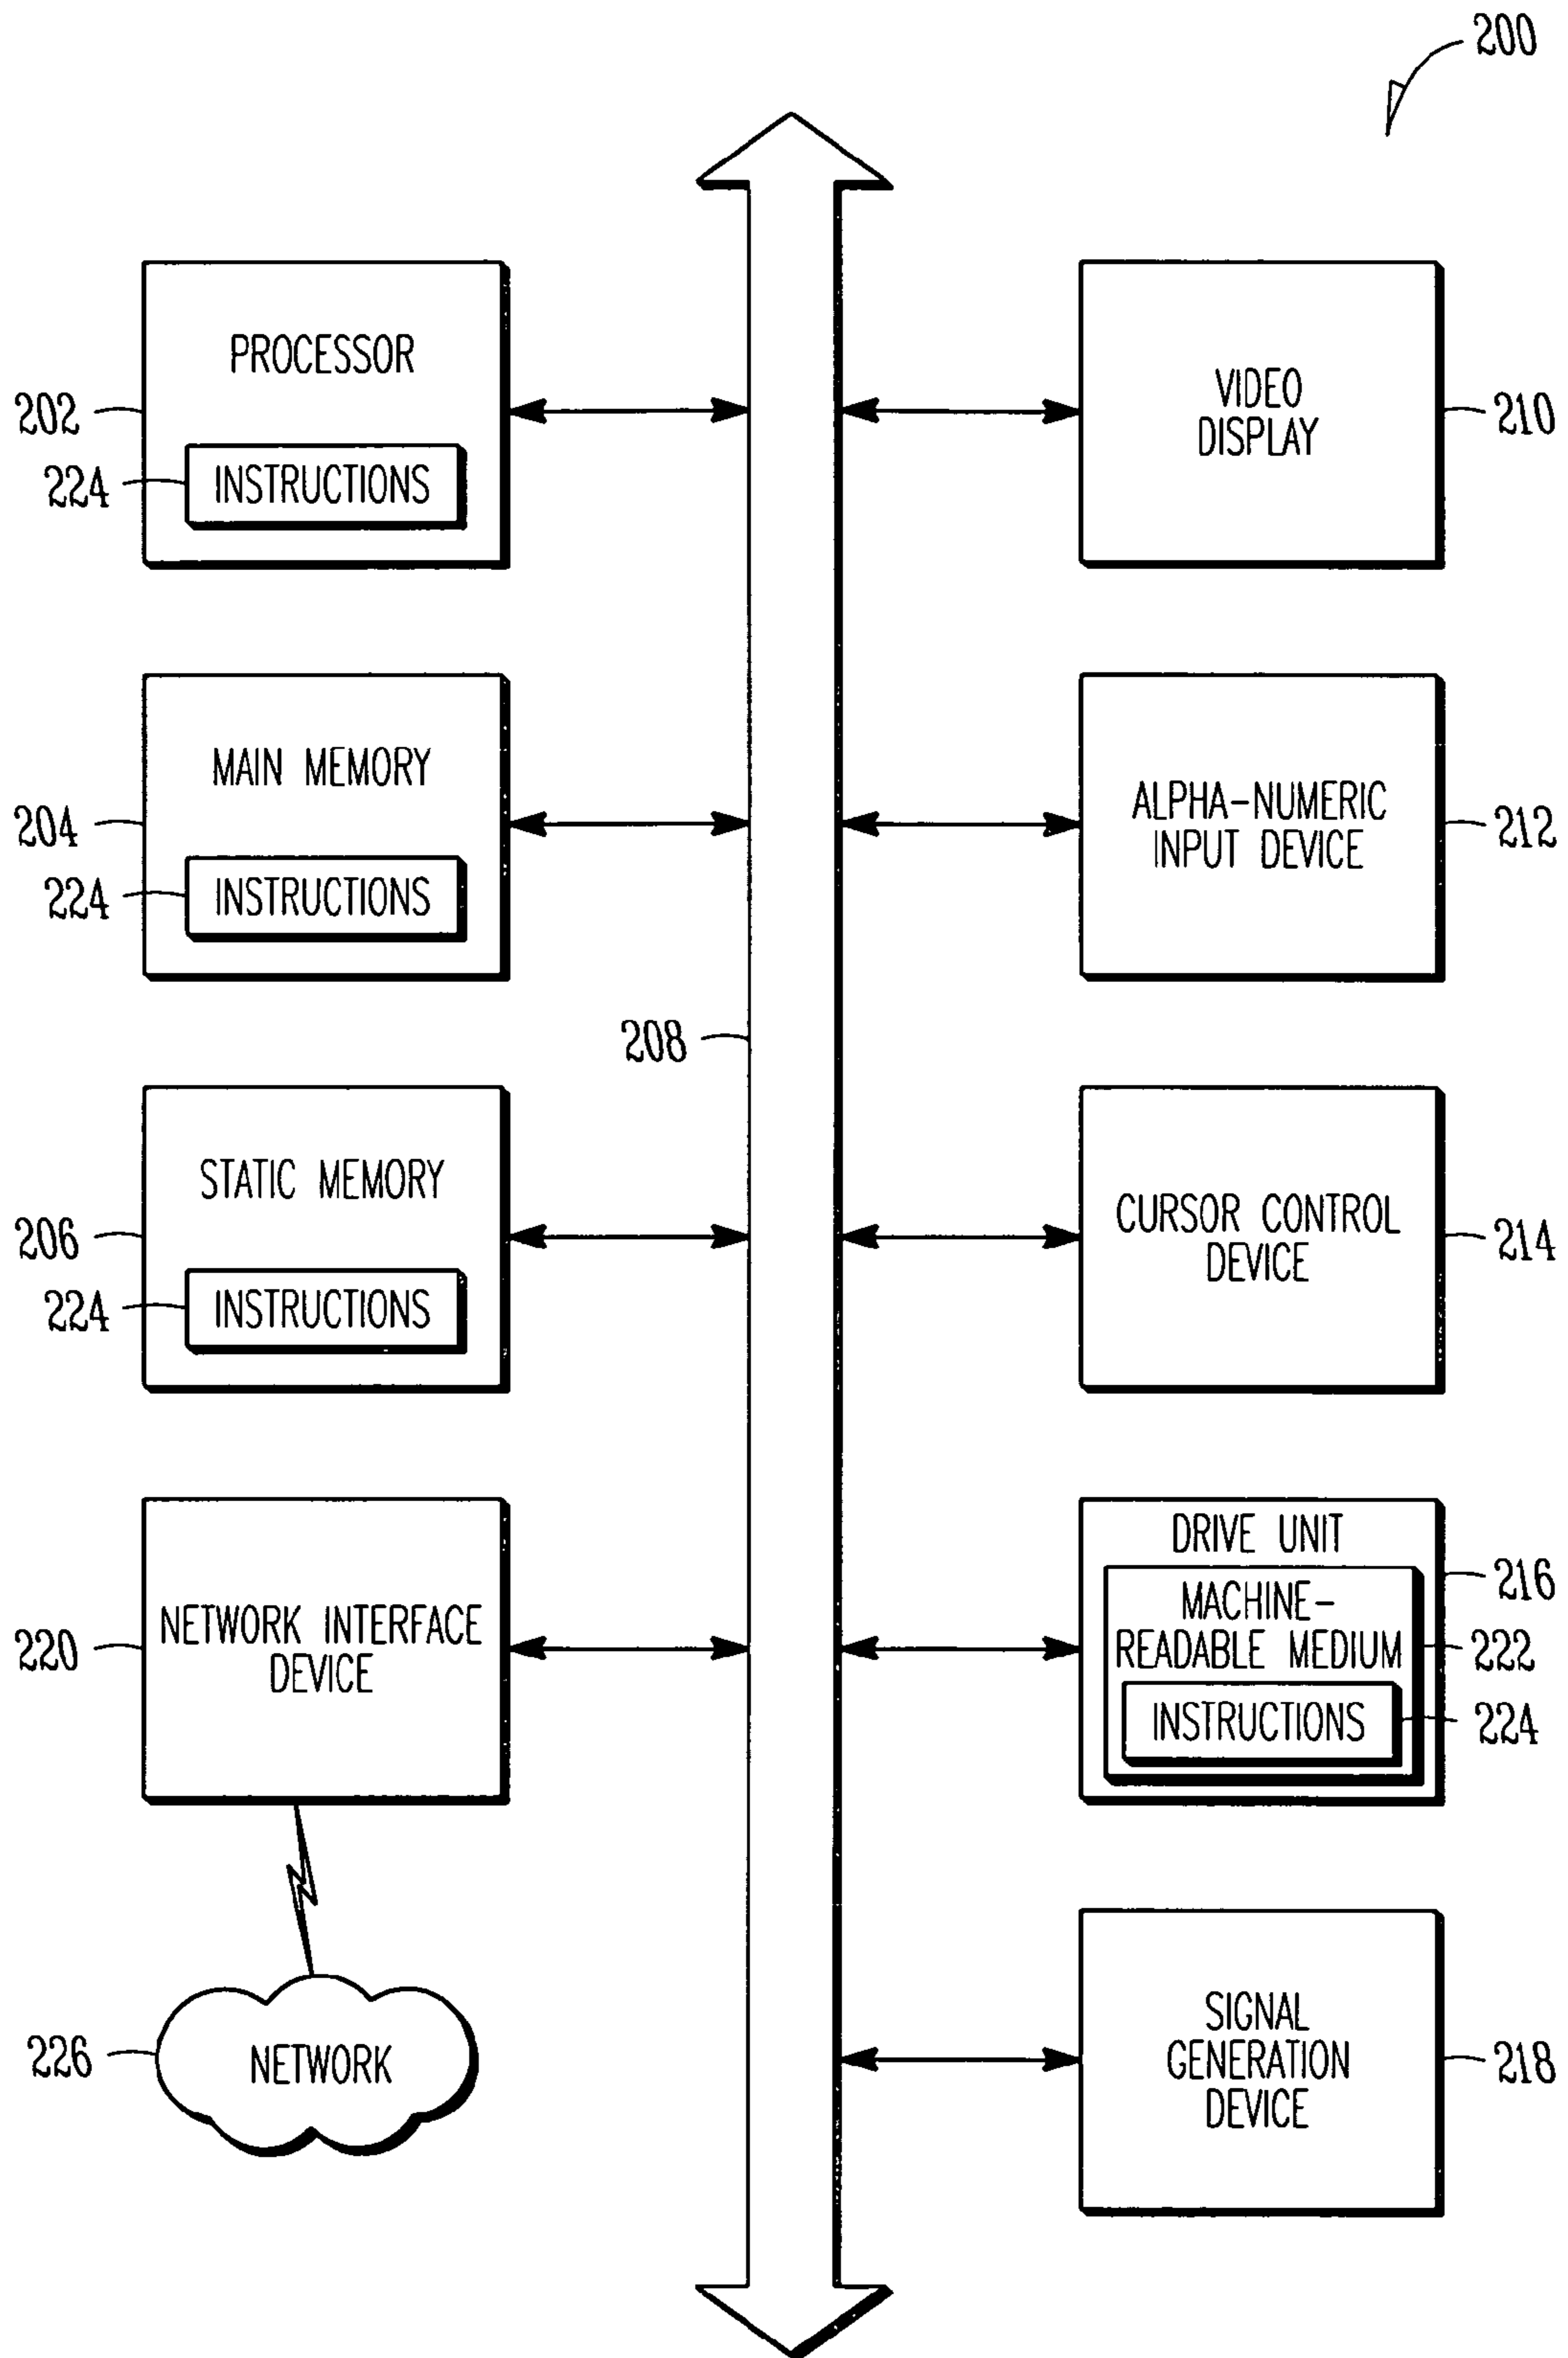 200
PROCESSOR
202
224
INSTRUCTIONS
VIDEO
DISPLAY
210
MAIN MEMORY
204
224
INSTRUCTIONS
ALPHA-NUMERIC
INPUT DEVICE
212
208
STATIC MEMORY
206
224
INSTRUCTIONS
CURSOR CONTROL
DEVICE
214
NETWORK INTERFACE
DEVICE
220
DRIVE UNIT
216
MACHINE-
READABLE MEDIUM
222
INSTRUCTIONS
224
226
NETWORK
SIGNAL
GENERATION
DEVICE
218